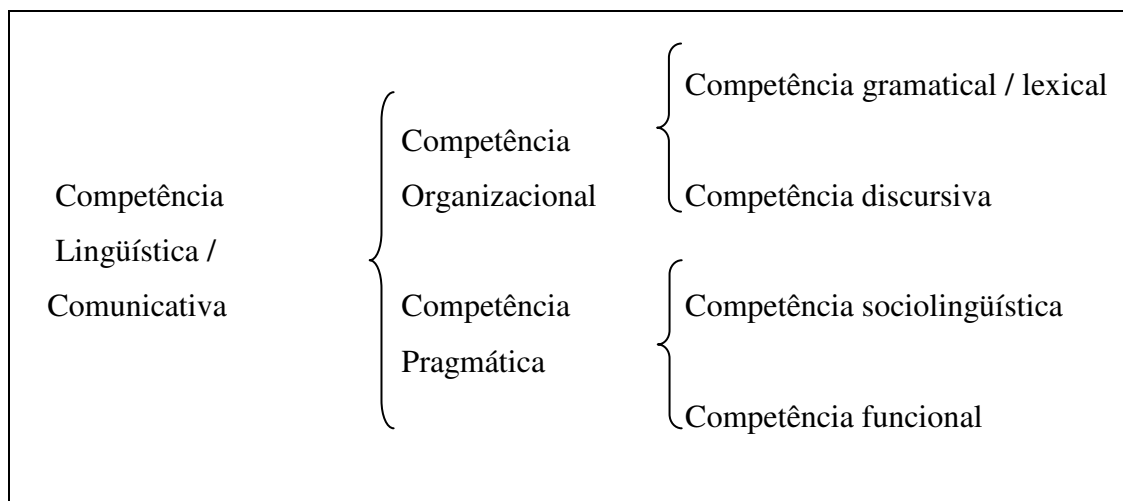 Competência
Lingüística /
Comunicativa
Competência
Organizacional
Competência gramatical / lexical
Competência discursiva
Competência
Pragmática
Competência sociolingüística
Competência funcional